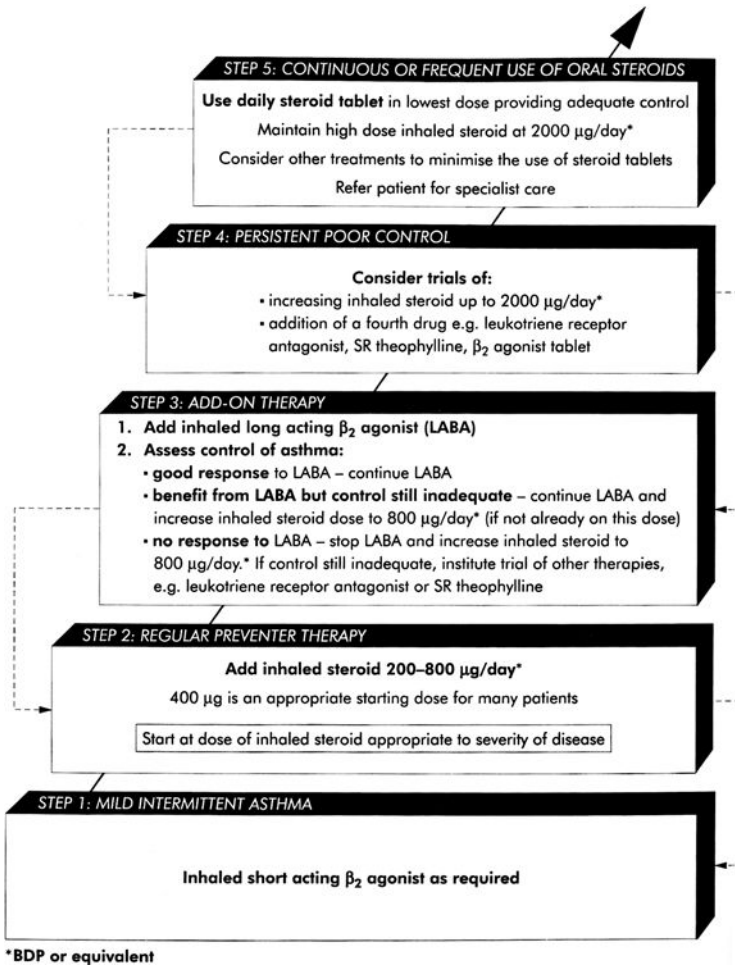 STEP 5: CONTINUOUS OR FREQUENT USE OF ORAL STEROIDS
Use daily steroid tablet in lowest dose providing adequate control
Maintain high dose inhaled steroid at 2000 µg/day*
Consider other treatments to minimise the use of steroid tablets
Refer patient for specialist care
STEP 4: PERSISTENT POOR CONTROL
Consider trials of:
• increasing inhaled steroid up to 2000 µg/day*
• addition of a fourth drug e.g. leukotriene receptor
antagonist, SR theophylline, β₂ agonist tablet
STEP 3: ADD-ON THERAPY
1. Add inhaled long acting β₂ agonist (LABA)
2. Assess control of asthma:
• good response to LABA – continue LABA
• benefit from LABA but control still inadequate – continue LABA and
increase inhaled steroid dose to 800 µg/day* (if not already on this dose)
• no response to LABA – stop LABA and increase inhaled steroid to
800 µg/day.* If control still inadequate, institute trial of other therapies,
e.g. leukotriene receptor antagonist or SR theophylline
STEP 2: REGULAR PREVENTER THERAPY
Add inhaled steroid 200–800 µg/day*
400 µg is an appropriate starting dose for many patients
Start at dose of inhaled steroid appropriate to severity of disease
STEP 1: MILD INTERMITTENT ASTHMA
Inhaled short acting β₂ agonist as required
*BDP or equivalent